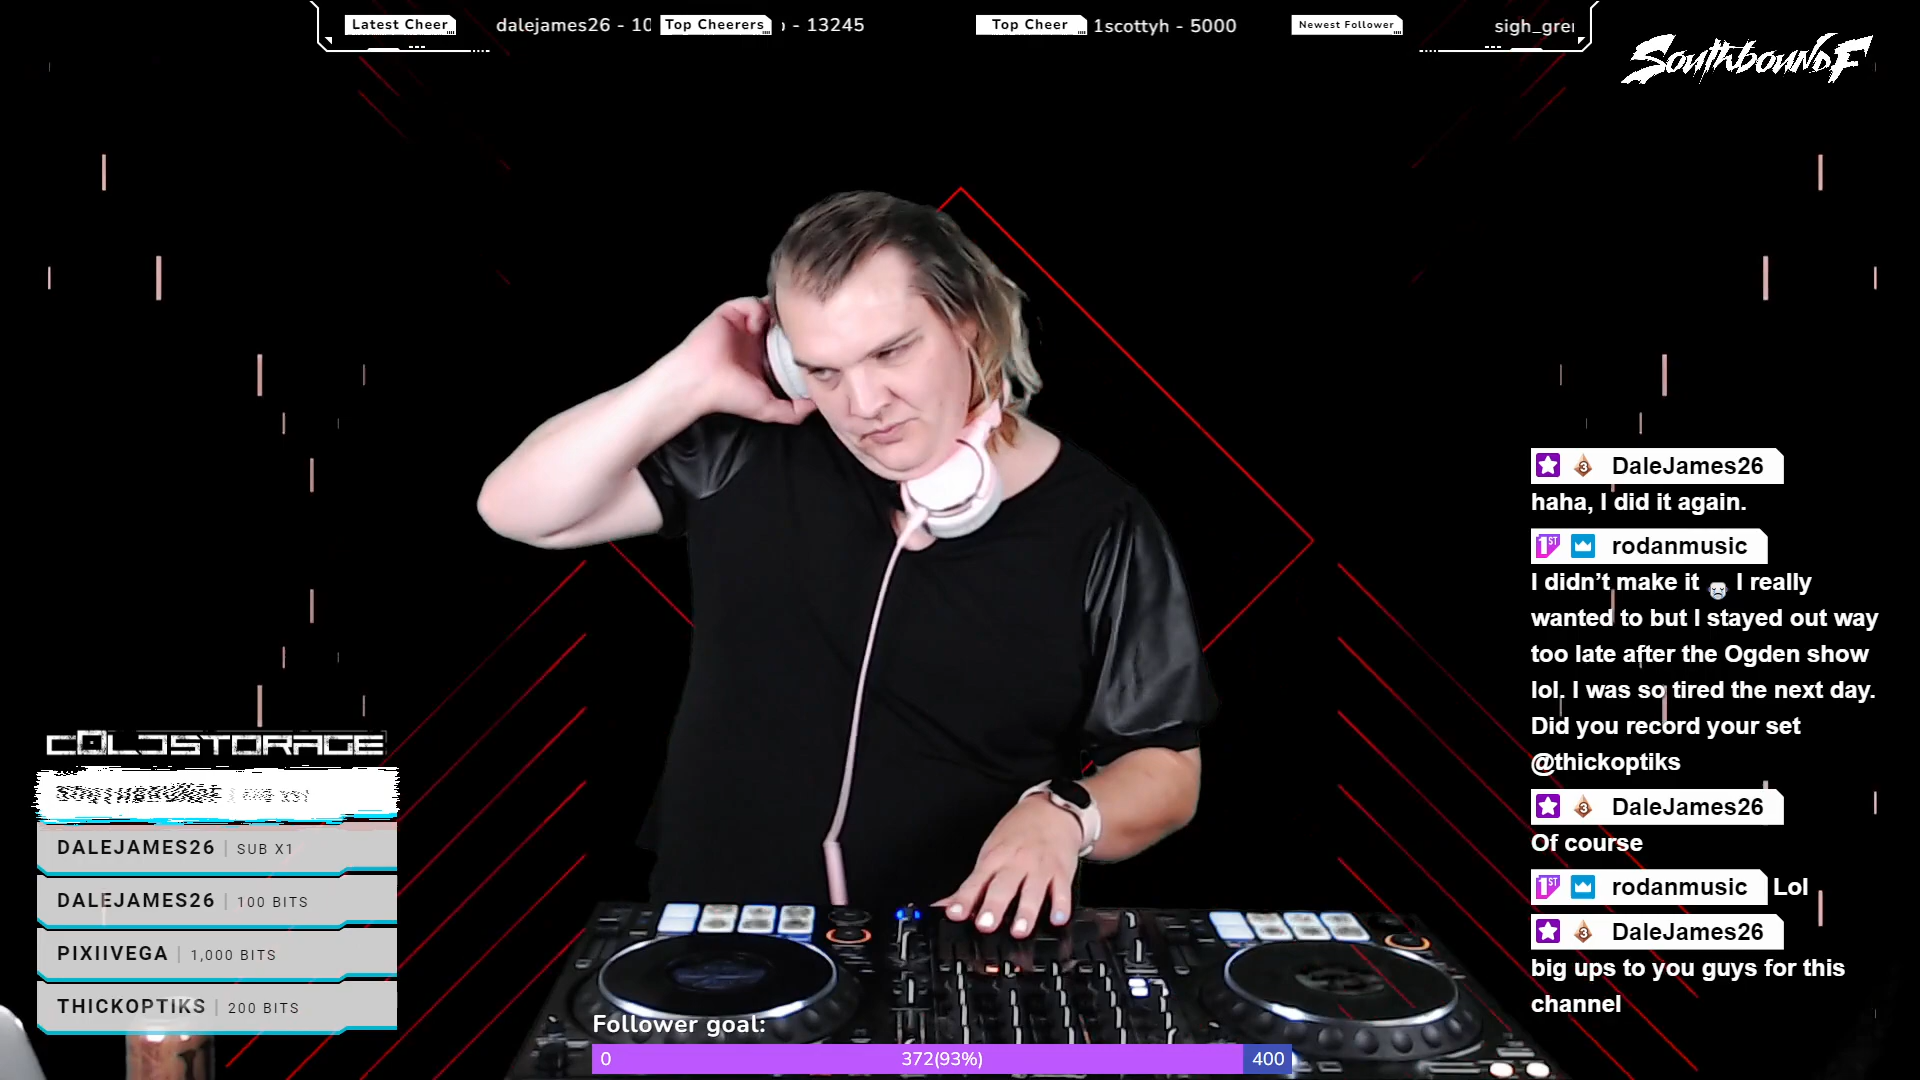 Latest Cheer
dalejames26 - 10
Top Cheerers
- 13245
Top Cheer
1scottyh - 5000
Newest Follower
sigh_gre
SouthboundF
DaleJames26
haha, I did it again.
rodanmusic
I didn't make it I really
wanted to but I stayed out way
too late after the Ogden show
lol. I was so tired the next day.
Did you record your set
@thickoptiks
DaleJames26
Of course
rodanmusic Lol
DaleJames26
big ups to you guys for this
channel
COLDSTORAGE
DALEJAMES26 | SUB X1
DALEJAMES26 | 100 BITS
PIXIIVEGA | 1,000 BITS
THICKOPTIKS | 200 BITS
Follower goal:
0 372(93%) 400